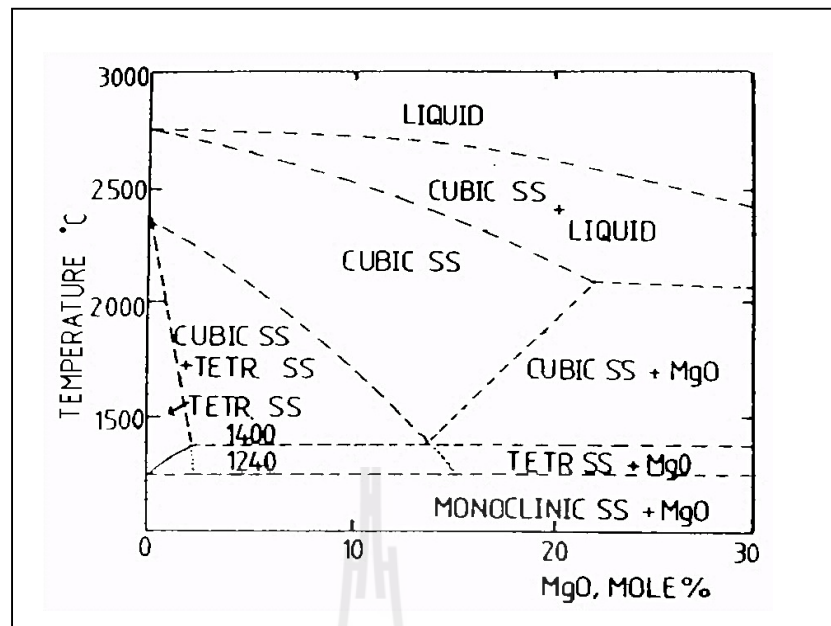 3000
LIQUID
2500
CUBIC SS
+
LIQUID
CUBIC SS
TEMPERATURE °C
2000
CUBIC SS
+TETR SS
CUBIC SS + MgO
TETR SS
1500
1400
1240
TETR SS + MgO
MONOCLINIC SS + MgO
0
10
20
30
MgO, MOLE %